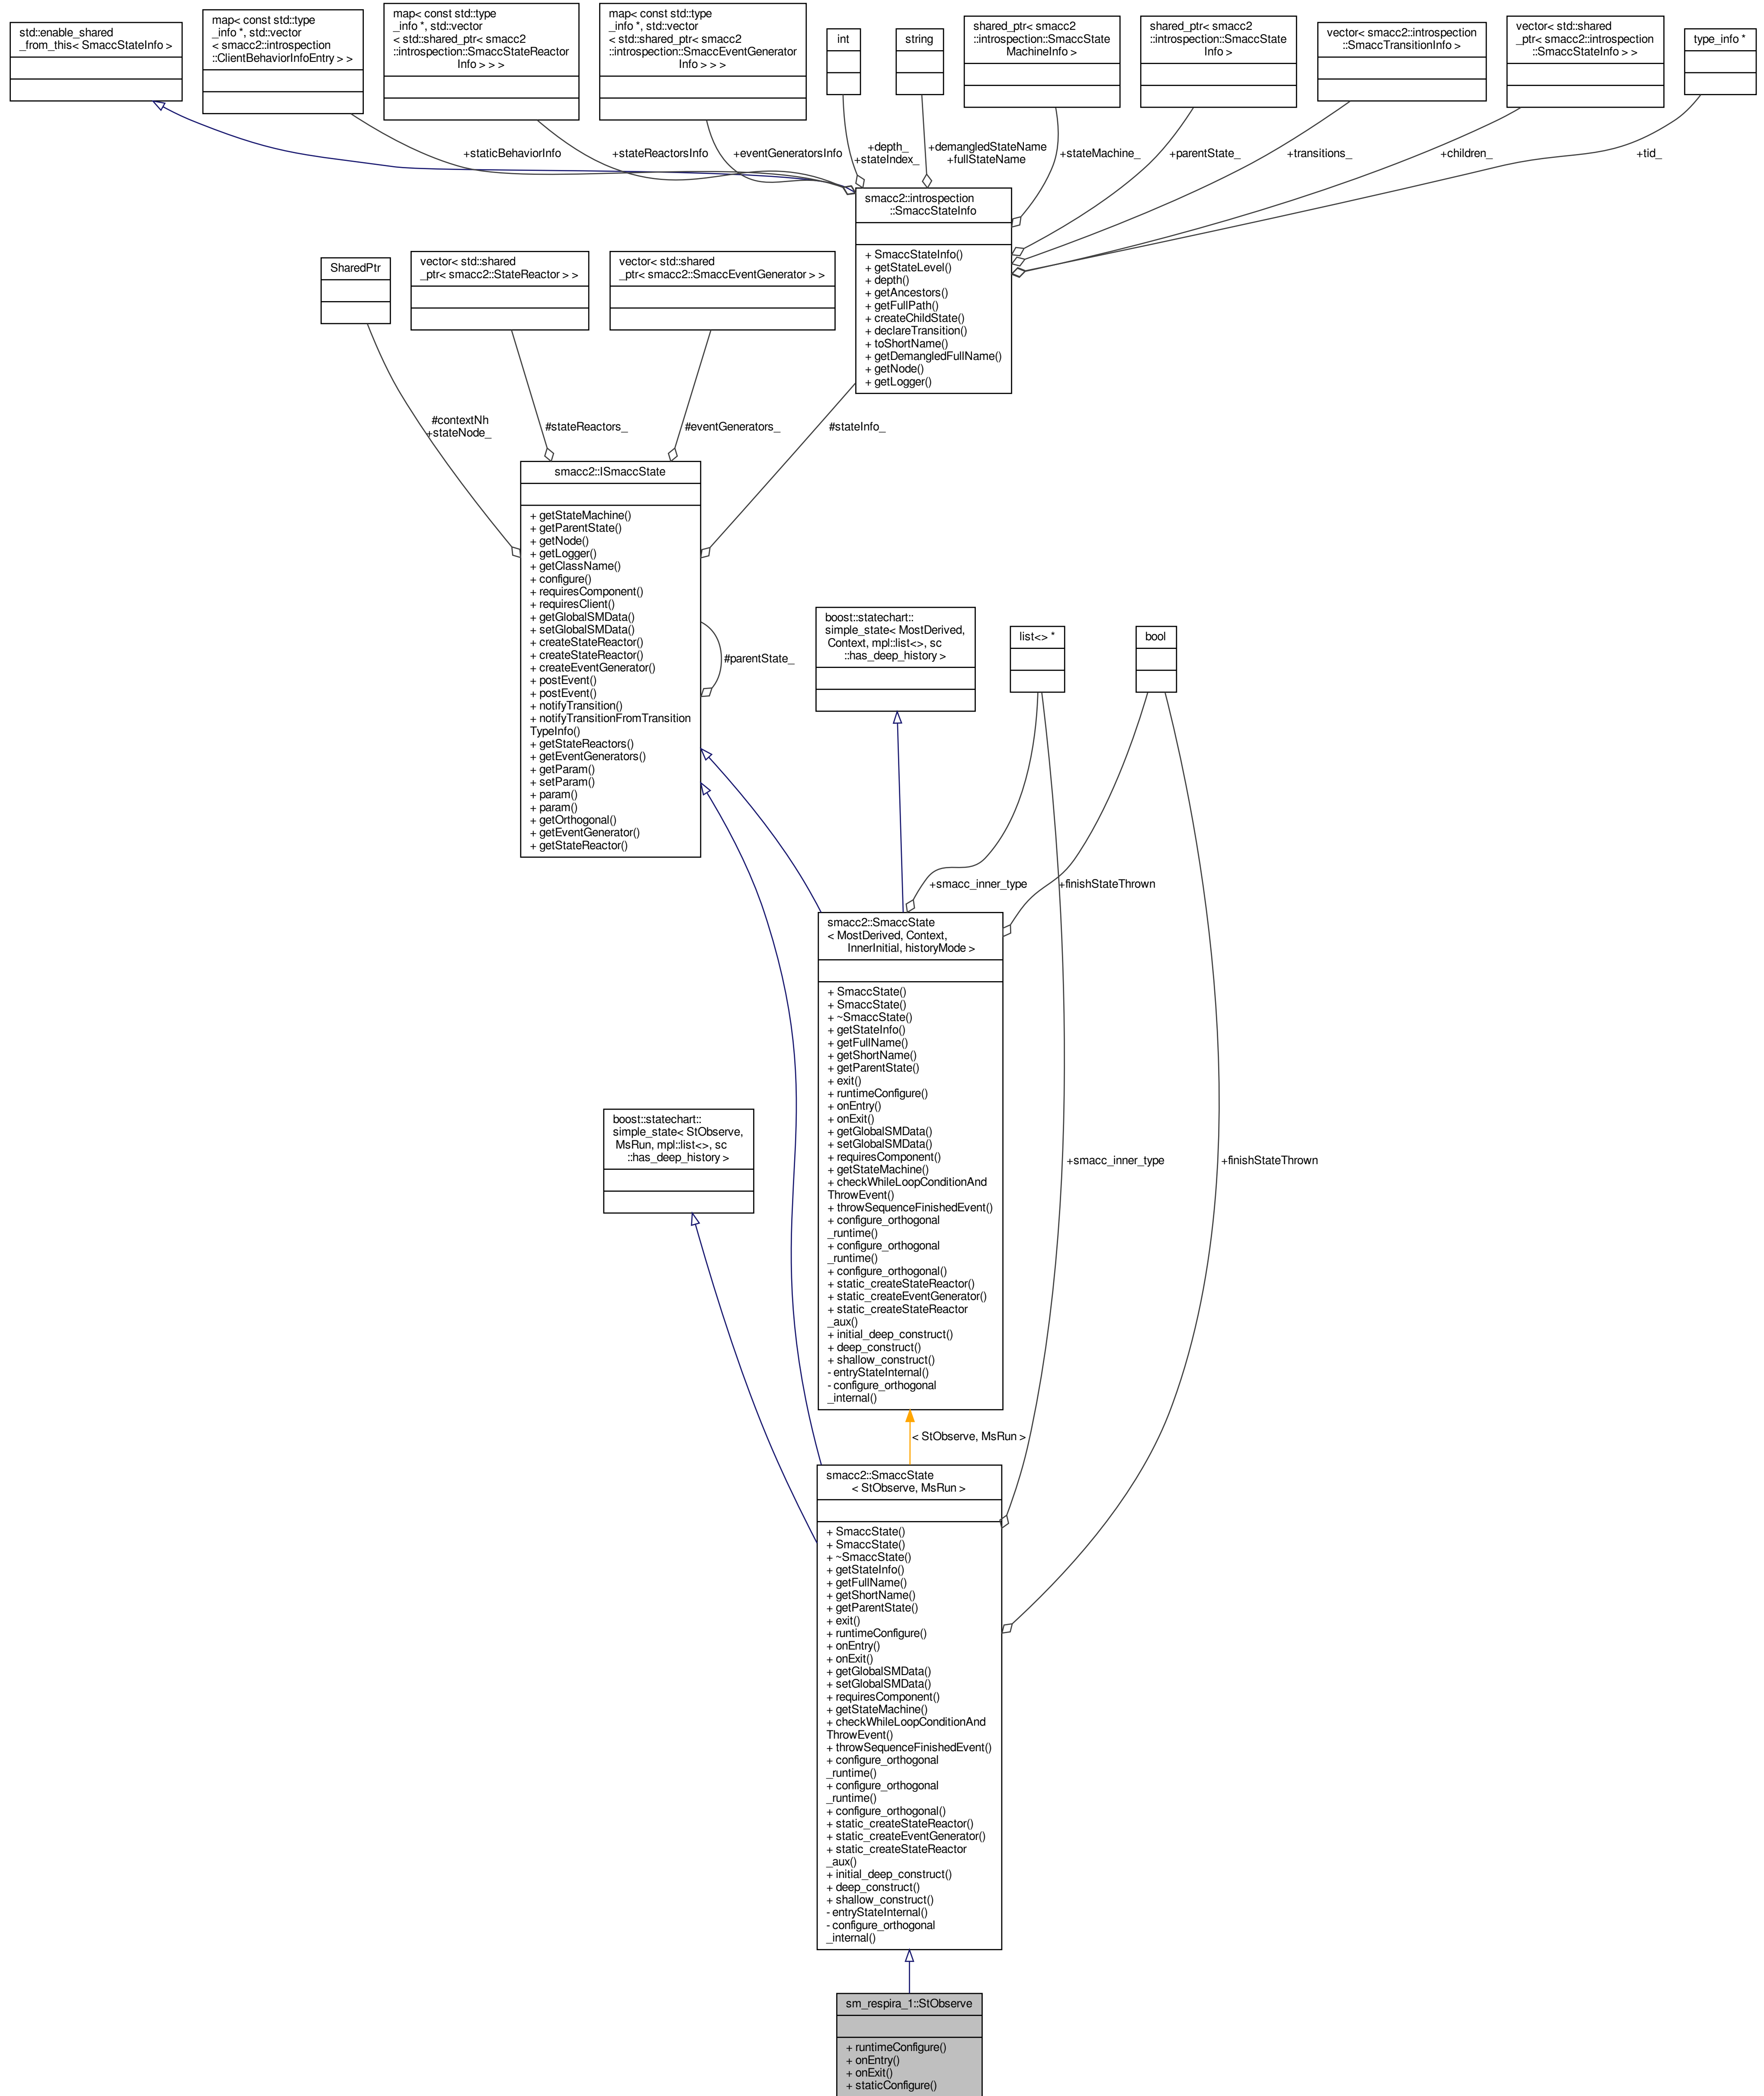 std::enable_shared
_from_this< SmaccStateInfo >
map< const std::type
_info *, std::vector
< smacc2::introspection
::ClientBehaviorInfoEntry > >
map< const std::type
_info *, std::vector
< std::shared_ptr< smacc2
::introspection::SmaccStateReactor
Info > > >
map< const std::type
_info *, std::vector
< std::shared_ptr< smacc2
::introspection::SmaccEventGenerator
Info > > >
int
string
shared_ptr< smacc2
::introspection::SmaccState
MachineInfo >
shared_ptr< smacc2
::introspection::SmaccState
Info >
vector< smacc2::introspection
::SmaccTransitionInfo >
vector< std::shared
_ptr< smacc2::introspection
::SmaccStateInfo > >
type_info *
+staticBehaviorInfo
+stateReactorsInfo
+eventGeneratorsInfo
+depth_
+stateIndex_
+demangledStateName
+fullStateName
+stateMachine_
+parentState_
+transitions_
+children_
+tid_
smacc2::introspection
::SmaccStateInfo
+ SmaccStateInfo()
+ getStateLevel()
+ depth()
+ getAncestors()
+ getFullPath()
+ createChildState()
+ declareTransition()
+ toShortName()
+ getDemangledFullName()
+ getNode()
+ getLogger()
SharedPtr
vector< std::shared
_ptr< smacc2::StateReactor > >
vector< std::shared
_ptr< smacc2::SmaccEventGenerator > >
#contextNh
+stateNode_
#stateReactors_
#eventGenerators_
#stateInfo_
smacc2::ISmaccState
+ getStateMachine()
+ getParentState()
+ getNode()
+ getLogger()
+ getClassName()
+ configure()
+ requiresComponent()
+ requiresClient()
+ getGlobalSMData()
+ setGlobalSMData()
+ createStateReactor()
+ createStateReactor()
+ createEventGenerator()
+ postEvent()
+ postEvent()
+ notifyTransition()
+ notifyTransitionFromTransition
TypeInfo()
+ getStateReactors()
+ getEventGenerators()
+ getParam()
+ setParam()
+ param()
+ param()
+ getOrthogonal()
+ getEventGenerator()
+ getStateReactor()
#parentState_
boost::statechart::
simple_state< MostDerived,
Context, mpl::list<>, sc
::has_deep_history >
list<> *
bool
+smacc_inner_type
+finishStateThrown
smacc2::SmaccState
< MostDerived, Context,
InnerInitial, historyMode >
+ SmaccState()
+ SmaccState()
+ ~SmaccState()
+ getStateInfo()
+ getFullName()
+ getShortName()
+ getParentState()
+ exit()
+ runtimeConfigure()
+ onEntry()
+ onExit()
+ getGlobalSMData()
+ setGlobalSMData()
+ requiresComponent()
+ getStateMachine()
+ checkWhileLoopConditionAnd
ThrowEvent()
+ throwSequenceFinishedEvent()
+ configure_orthogonal
_runtime()
+ configure_orthogonal
_runtime()
+ configure_orthogonal()
+ static_createStateReactor()
+ static_createEventGenerator()
+ static_createStateReactor
_aux()
+ initial_deep_construct()
+ deep_construct()
+ shallow_construct()
- entryStateInternal()
- configure_orthogonal
_internal()
boost::statechart::
simple_state< StObserve,
MsRun, mpl::list<>, sc
::has_deep_history >
+smacc_inner_type
+finishStateThrown
< StObserve, MsRun >
smacc2::SmaccState
< StObserve, MsRun >
+ SmaccState()
+ SmaccState()
+ ~SmaccState()
+ getStateInfo()
+ getFullName()
+ getShortName()
+ getParentState()
+ exit()
+ runtimeConfigure()
+ onEntry()
+ onExit()
+ getGlobalSMData()
+ setGlobalSMData()
+ requiresComponent()
+ getStateMachine()
+ checkWhileLoopConditionAnd
ThrowEvent()
+ throwSequenceFinishedEvent()
+ configure_orthogonal
_runtime()
+ configure_orthogonal
_runtime()
+ configure_orthogonal()
+ static_createStateReactor()
+ static_createEventGenerator()
+ static_createStateReactor
_aux()
+ initial_deep_construct()
+ deep_construct()
+ shallow_construct()
- entryStateInternal()
- configure_orthogonal
_internal()
sm_respira_1::StObserve
+ runtimeConfigure()
+ onEntry()
+ onExit()
+ staticConfigure()